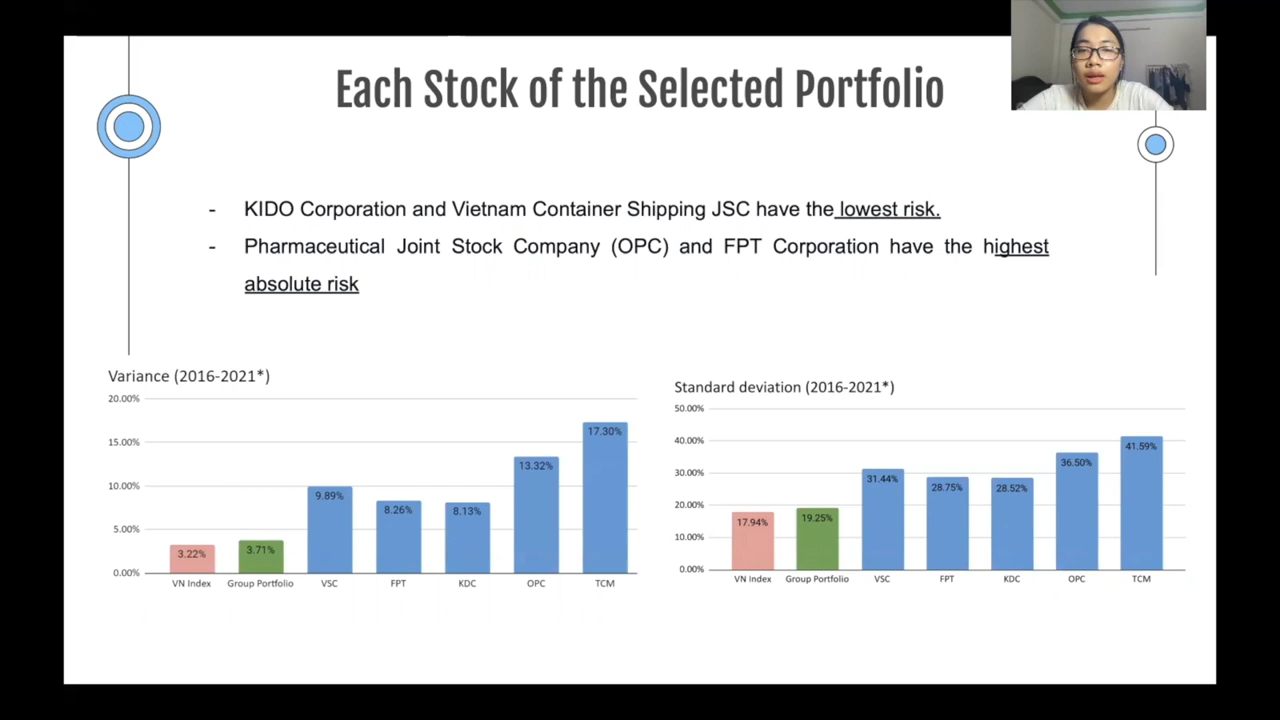 Each Stock of the Selected Portfolio
- KIDO Corporation and Vietnam Container Shipping JSC have the lowest risk.
- Pharmaceutical Joint Stock Company (OPC) and FPT Corporation have the highest
absolute risk
Variance (2016-2021*)
20.00%
15.00%
10.00%
5.00%
0.00%
3.22%
3.71%
9.89%
8.26%
8.13%
13.32%
17.30%
VN Index
Group Portfolio
VSC
FPT
KDC
OPC
TCM
Standard deviation (2016-2021*)
50.00%
40.00%
30.00%
20.00%
10.00%
0.00%
17.94%
19.25%
31.44%
28.75%
28.52%
36.50%
41.59%
VN Index
Group Portfolio
VSC
FPT
KDC
OPC
TCM